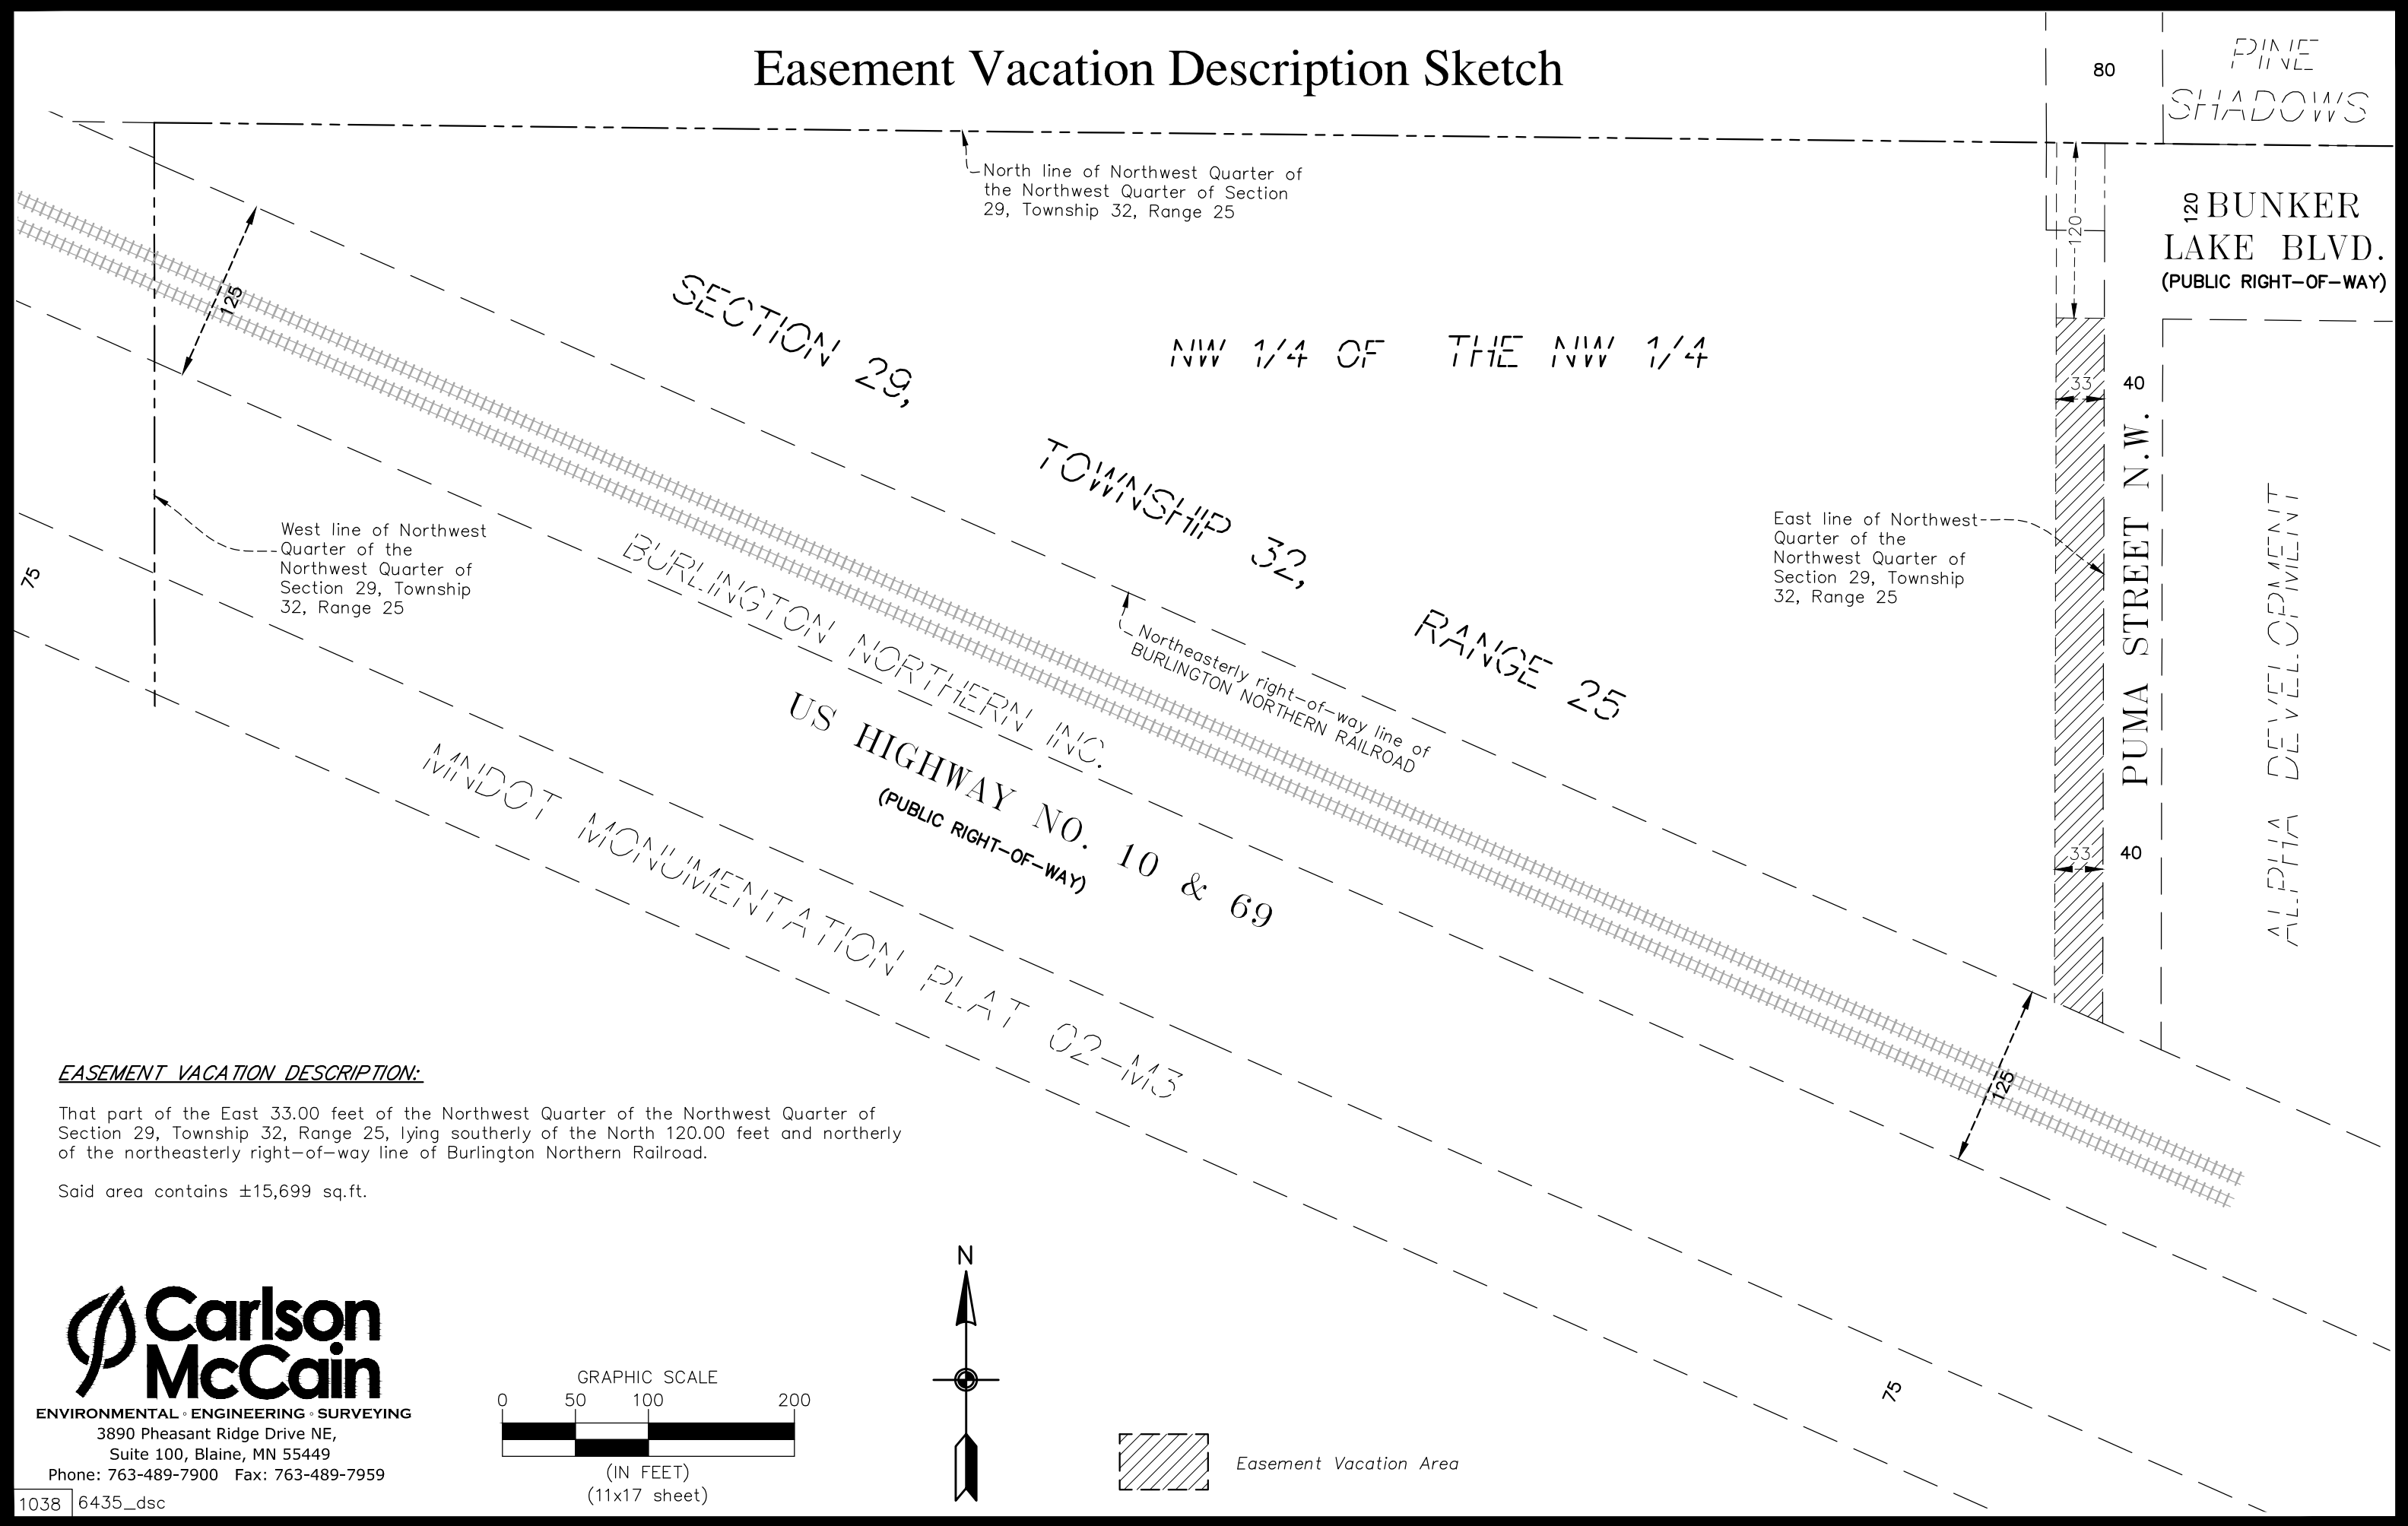 Easement Vacation Description Sketch
80
PINE
SHADOWS
North line of Northwest Quarter of
the Northwest Quarter of Section
29, Township 32, Range 25
120
120
BUNKER
LAKE BLVD.
(PUBLIC RIGHT-OF-WAY)
125
SECTION 29,
NW 1/4 OF THE NW 1/4
33
40
TOWNSHIP 32,
West line of Northwest
Quarter of the
Northwest Quarter of
Section 29, Township
32, Range 25
East line of Northwest
Quarter of the
Northwest Quarter of
Section 29, Township
32, Range 25
PUMA STREET N.W.
ALPHA DEVELOPMENT
75
BURLINGTON NORTHERN INC.
Northeasterly right-of-way line of
BURLINGTON NORTHERN RAILROAD
RANGE 25
US HIGHWAY NO. 10 & 69
(PUBLIC RIGHT-OF-WAY)
MNDOT MONUMENTATION PLAT 02-M3
33
40
125
EASEMENT VACATION DESCRIPTION:
That part of the East 33.00 feet of the Northwest Quarter of the Northwest Quarter of
Section 29, Township 32, Range 25, lying southerly of the North 120.00 feet and northerly
of the northeasterly right-of-way line of Burlington Northern Railroad.
Said area contains ±15,699 sq.ft.
Carlson
McCain
ENVIRONMENTAL ◦ ENGINEERING ◦ SURVEYING
3890 Pheasant Ridge Drive NE,
Suite 100, Blaine, MN 55449
Phone: 763-489-7900 Fax: 763-489-7959
1038 6435_dsc
GRAPHIC SCALE
0 50 100 200
(IN FEET)
(11x17 sheet)
N
Easement Vacation Area
75